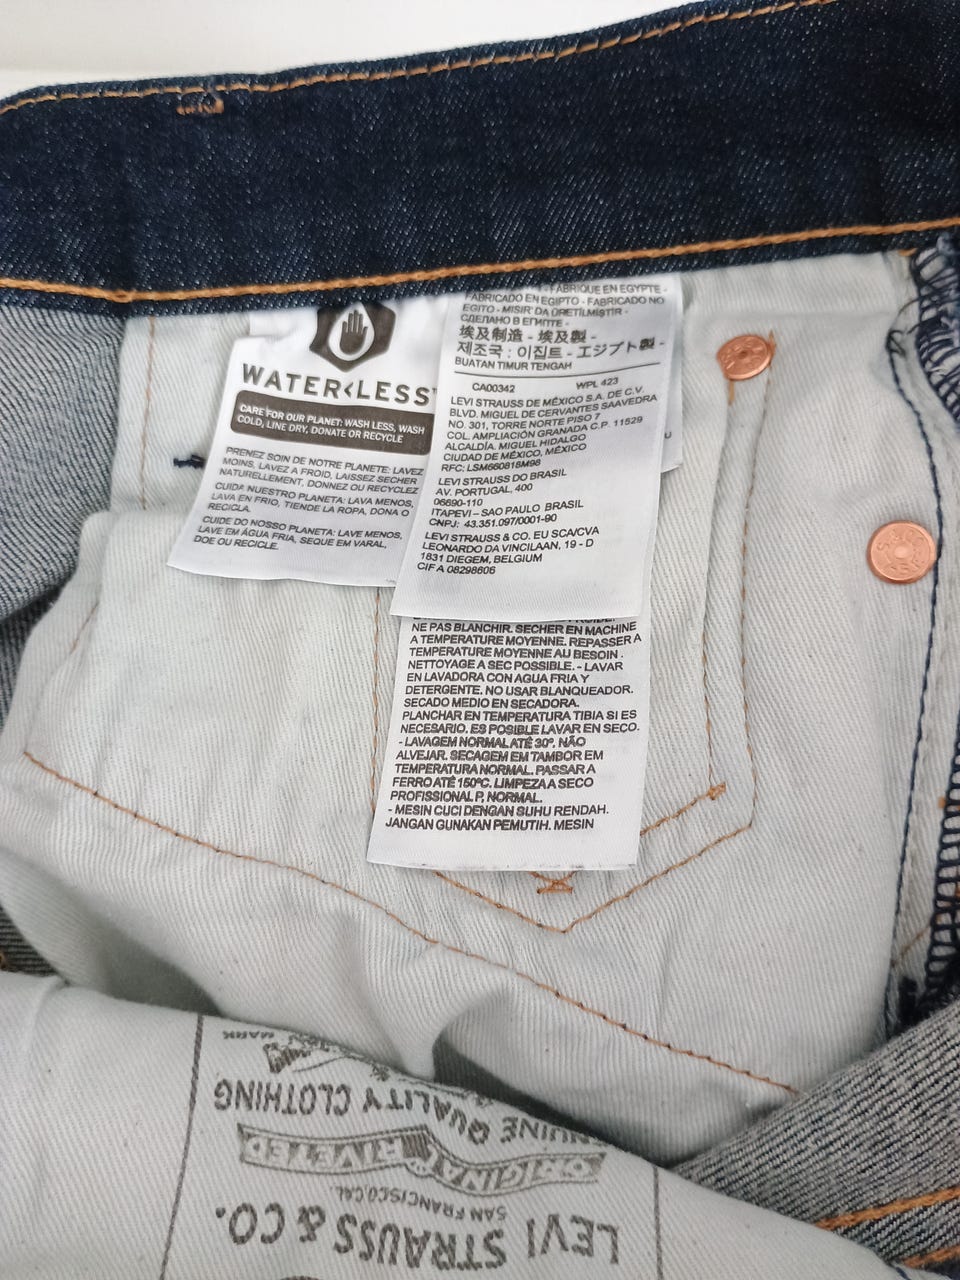 WATER<LESS™
CARE FOR OUR PLANET: WASH LESS, WASH
COLD, LINE DRY, DONATE OR RECYCLE
PRENEZ SOIN DE NOTRE PLANETE: LAVEZ
MOINS, LAVEZ A FROID, LAISSEZ SECHER
NATURELLEMENT, DONNEZ OU RECYCLEZ
CUIDA NUESTRO PLANETA: LAVA MENOS,
LAVA EN FRIO, TIENDE LA ROPA, DONA O
RECICLA.
CUIDE DO NOSSO PLANETA: LAVE MENOS,
LAVE EM ÁGUA FRIA, SEQUE EM VARAL,
DOE OU RECICLE.
FABRIQUE EN EGYPTE -
FABRICADO EN EGIPTO - FABRICADO NO
EGITO - MISIR'DA ÜRETİLMİŞTİR -
СДЕЛАНО В ЕГИПТЕ -
埃及制造 - 埃及製 -
제조국 : 이집트 - エジプト製 -
BUATAN TIMUR TENGAH
CA00342 WPL 423
LEVI STRAUSS DE MÉXICO S.A. DE C.V.
BLVD. MIGUEL DE CERVANTES SAAVEDRA
NO. 301, TORRE NORTE PISO 7
COL. AMPLIACIÓN GRANADA C.P. 11529
ALCALDÍA. MIGUEL HIDALGO
CIUDAD DE MÉXICO, MÉXICO
RFC: LSM660818M98
LEVI STRAUSS DO BRASIL
AV. PORTUGAL, 400
06690-110
ITAPEVI – SAO PAULO BRASIL
CNPJ: 43.351.097/0001-90
LEVI STRAUSS & CO. EU SCA/CVA
LEONARDO DA VINCILAAN, 19 - D
1831 DIEGEM, BELGIUM
CIF A 08298606
U
NE PAS BLANCHIR. SECHER EN MACHINE
A TEMPERATURE MOYENNE. REPASSER A
TEMPERATURE MOYENNE AU BESOIN .
NETTOYAGE A SEC POSSIBLE. - LAVAR
EN LAVADORA CON AGUA FRIA Y
DETERGENTE. NO USAR BLANQUEADOR.
SECADO MEDIO EN SECADORA.
PLANCHAR EN TEMPERATURA TIBIA SI ES
NECESARIO. ES POSIBLE LAVAR EN SECO.
- LAVAGEM NORMAL ATÉ 30º. NÃO
ALVEJAR. SECAGEM EM TAMBOR EM
TEMPERATURA NORMAL. PASSAR A
FERRO ATÉ 150ºC. LIMPEZA A SECO
PROFISSIONAL P, NORMAL.
- MESIN CUCI DENGAN SUHU RENDAH.
JANGAN GUNAKAN PEMUTIH. MESIN
LEVI STRAUSS & CO.
SAN FRANCISCO, CAL.
ORIGINAL RIVETED
QUALITY CLOTHING
MARK